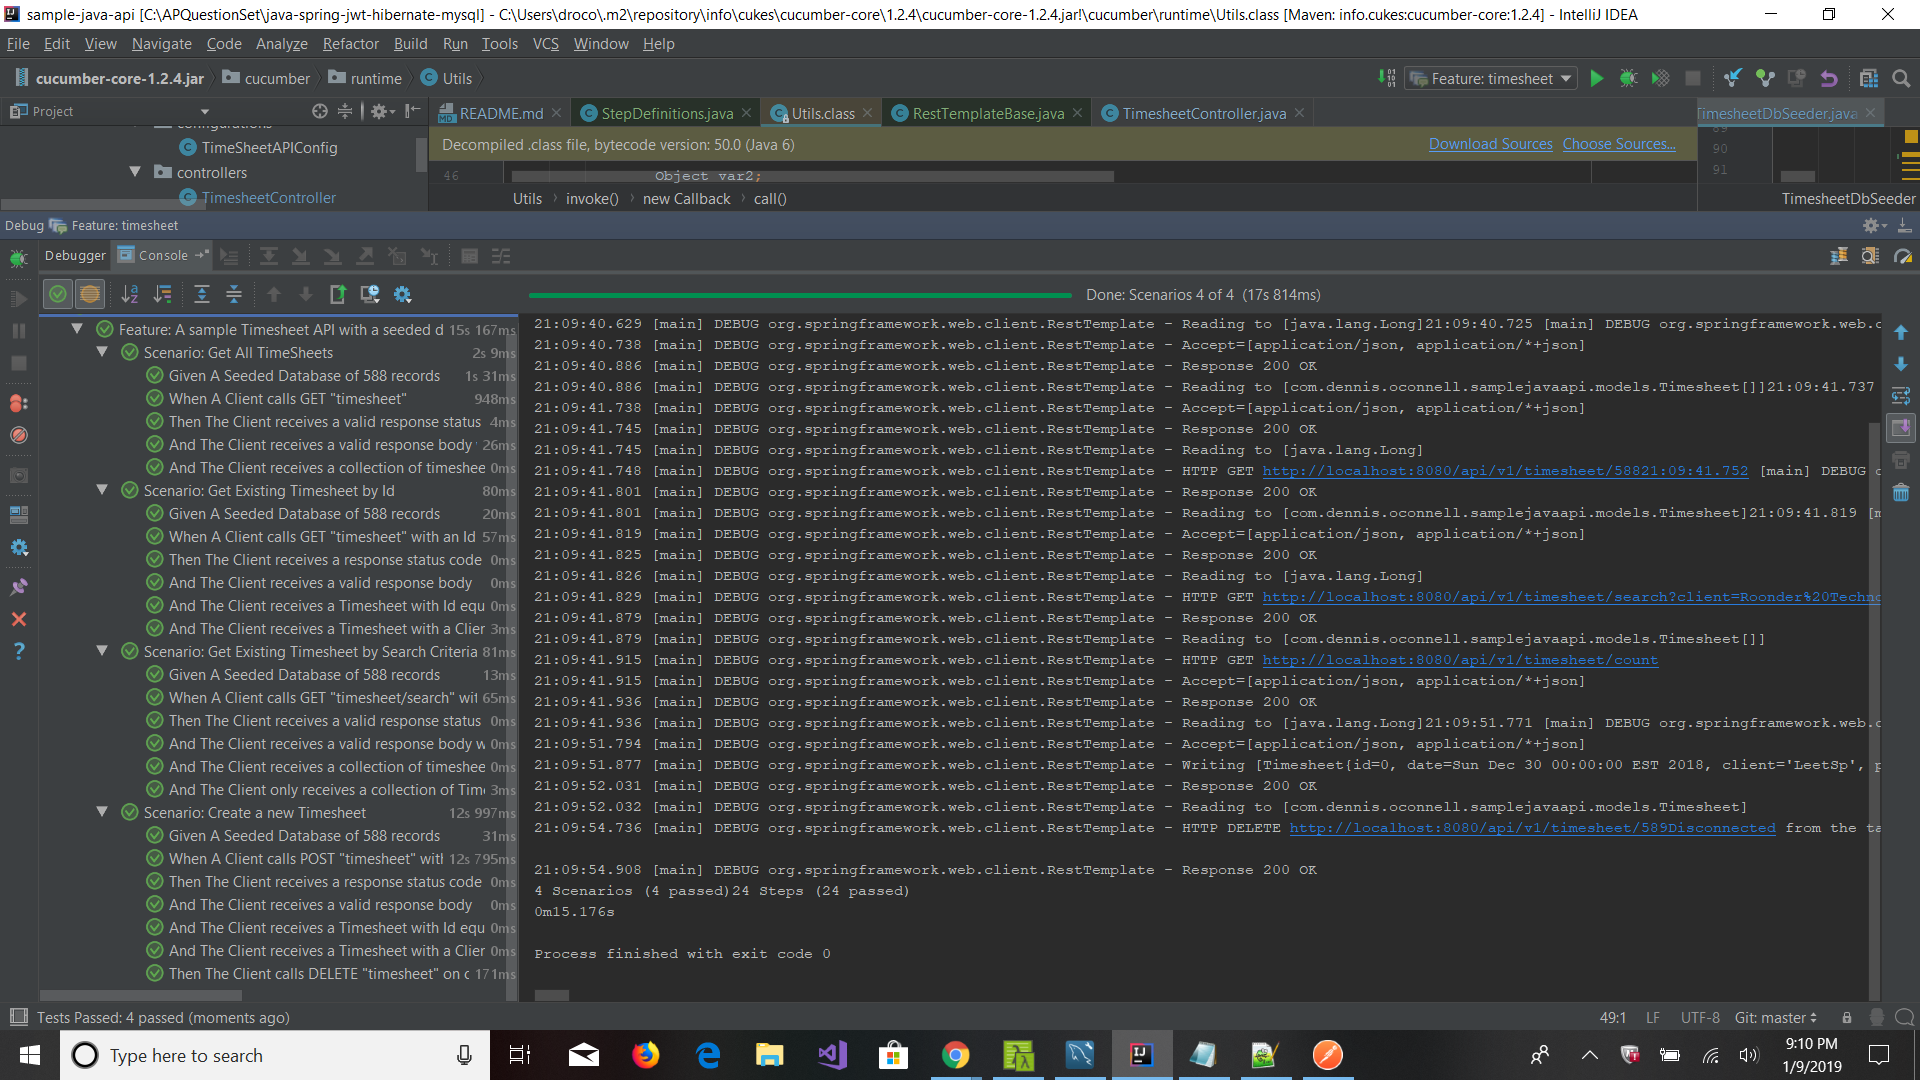 sample-java-api [C:\APQuestionSet\java-spring-jwt-hibernate-mysql] - C:\Users\droco\.m2\repository\info\cukes\cucumber-core\1.2.4\cucumber-core-1.2.4.jar!\cucumber\runtime\Utils.class [Maven: info.cukes:cucumber-core:1.2.4] - IntelliJ IDEA
File Edit View Navigate Code Analyze Refactor Build Run Tools VCS Window Help
cucumber-core-1.2.4.jar cucumber runtime Utils
Feature: timesheet
Project
README.md StepDefinitions.java Utils.class RestTemplateBase.java TimesheetController.java TimesheetDbSeeder.java
configurations
TimeSheetAPIConfig
controllers
TimesheetController
Decompiled .class file, bytecode version: 50.0 (Java 6) Download Sources Choose Sources...
46 Object var2;
89
90
91
Utils invoke() new Callback call() TimesheetDbSeeder
Debug Feature: timesheet
Debugger Console
Done: Scenarios 4 of 4 (17s 814ms)
Feature: A sample Timesheet API with a seeded d 15s 167ms
Scenario: Get All TimeSheets 2s 9ms
Given A Seeded Database of 588 records 1s 31ms
When A Client calls GET "timesheet" 948ms
Then The Client receives a valid response status 4ms
And The Client receives a valid response body 26ms
And The Client receives a collection of timeshee 0ms
Scenario: Get Existing Timesheet by Id 80ms
Given A Seeded Database of 588 records 20ms
When A Client calls GET "timesheet" with an Id 57ms
Then The Client receives a response status code 0ms
And The Client receives a valid response body 0ms
And The Client receives a Timesheet with Id equ 0ms
And The Client receives a Timesheet with a Clier 3ms
Scenario: Get Existing Timesheet by Search Criteria 81ms
Given A Seeded Database of 588 records 13ms
When A Client calls GET "timesheet/search" wit 65ms
Then The Client receives a valid response status 0ms
And The Client receives a valid response body w 0ms
And The Client receives a collection of timeshee 0ms
And The Client only receives a collection of Tim 3ms
Scenario: Create a new Timesheet 12s 997ms
Given A Seeded Database of 588 records 31ms
When A Client calls POST "timesheet" witl 12s 795ms
Then The Client receives a response status code 0ms
And The Client receives a valid response body 0ms
And The Client receives a Timesheet with Id equ 0ms
And The Client receives a Timesheet with a Clier 0ms
Then The Client calls DELETE "timesheet" on c 171ms
21:09:40.629 [main] DEBUG org.springframework.web.client.RestTemplate - Reading to [java.lang.Long]21:09:40.725 [main] DEBUG org.springframework.web.c
21:09:40.738 [main] DEBUG org.springframework.web.client.RestTemplate - Accept=[application/json, application/*+json]
21:09:40.886 [main] DEBUG org.springframework.web.client.RestTemplate - Response 200 OK
21:09:40.886 [main] DEBUG org.springframework.web.client.RestTemplate - Reading to [com.dennis.oconnell.samplejavaapi.models.Timesheet[]]21:09:41.737
21:09:41.738 [main] DEBUG org.springframework.web.client.RestTemplate - Accept=[application/json, application/*+json]
21:09:41.745 [main] DEBUG org.springframework.web.client.RestTemplate - Response 200 OK
21:09:41.745 [main] DEBUG org.springframework.web.client.RestTemplate - Reading to [java.lang.Long]
21:09:41.748 [main] DEBUG org.springframework.web.client.RestTemplate - HTTP GET http://localhost:8080/api/v1/timesheet/58821:09:41.752 [main] DEBUG o
21:09:41.801 [main] DEBUG org.springframework.web.client.RestTemplate - Response 200 OK
21:09:41.801 [main] DEBUG org.springframework.web.client.RestTemplate - Reading to [com.dennis.oconnell.samplejavaapi.models.Timesheet]21:09:41.819 [m
21:09:41.819 [main] DEBUG org.springframework.web.client.RestTemplate - Accept=[application/json, application/*+json]
21:09:41.825 [main] DEBUG org.springframework.web.client.RestTemplate - Response 200 OK
21:09:41.826 [main] DEBUG org.springframework.web.client.RestTemplate - Reading to [java.lang.Long]
21:09:41.829 [main] DEBUG org.springframework.web.client.RestTemplate - HTTP GET http://localhost:8080/api/v1/timesheet/search?client=Roonder%20Techno
21:09:41.879 [main] DEBUG org.springframework.web.client.RestTemplate - Response 200 OK
21:09:41.879 [main] DEBUG org.springframework.web.client.RestTemplate - Reading to [com.dennis.oconnell.samplejavaapi.models.Timesheet[]]
21:09:41.915 [main] DEBUG org.springframework.web.client.RestTemplate - HTTP GET http://localhost:8080/api/v1/timesheet/count
21:09:41.915 [main] DEBUG org.springframework.web.client.RestTemplate - Accept=[application/json, application/*+json]
21:09:41.936 [main] DEBUG org.springframework.web.client.RestTemplate - Response 200 OK
21:09:41.936 [main] DEBUG org.springframework.web.client.RestTemplate - Reading to [java.lang.Long]21:09:51.771 [main] DEBUG org.springframework.web.c
21:09:51.794 [main] DEBUG org.springframework.web.client.RestTemplate - Accept=[application/json, application/*+json]
21:09:51.877 [main] DEBUG org.springframework.web.client.RestTemplate - Writing [Timesheet{id=0, date=Sun Dec 30 00:00:00 EST 2018, client='LeetSp', p
21:09:52.031 [main] DEBUG org.springframework.web.client.RestTemplate - Response 200 OK
21:09:52.032 [main] DEBUG org.springframework.web.client.RestTemplate - Reading to [com.dennis.oconnell.samplejavaapi.models.Timesheet]
21:09:54.736 [main] DEBUG org.springframework.web.client.RestTemplate - HTTP DELETE http://localhost:8080/api/v1/timesheet/589Disconnected from the ta
21:09:54.908 [main] DEBUG org.springframework.web.client.RestTemplate - Response 200 OK
4 Scenarios (4 passed)24 Steps (24 passed)
0m15.176s
Process finished with exit code 0
Tests Passed: 4 passed (moments ago) 49:1 LF UTF-8 Git: master
Type here to search
9:10 PM
1/9/2019